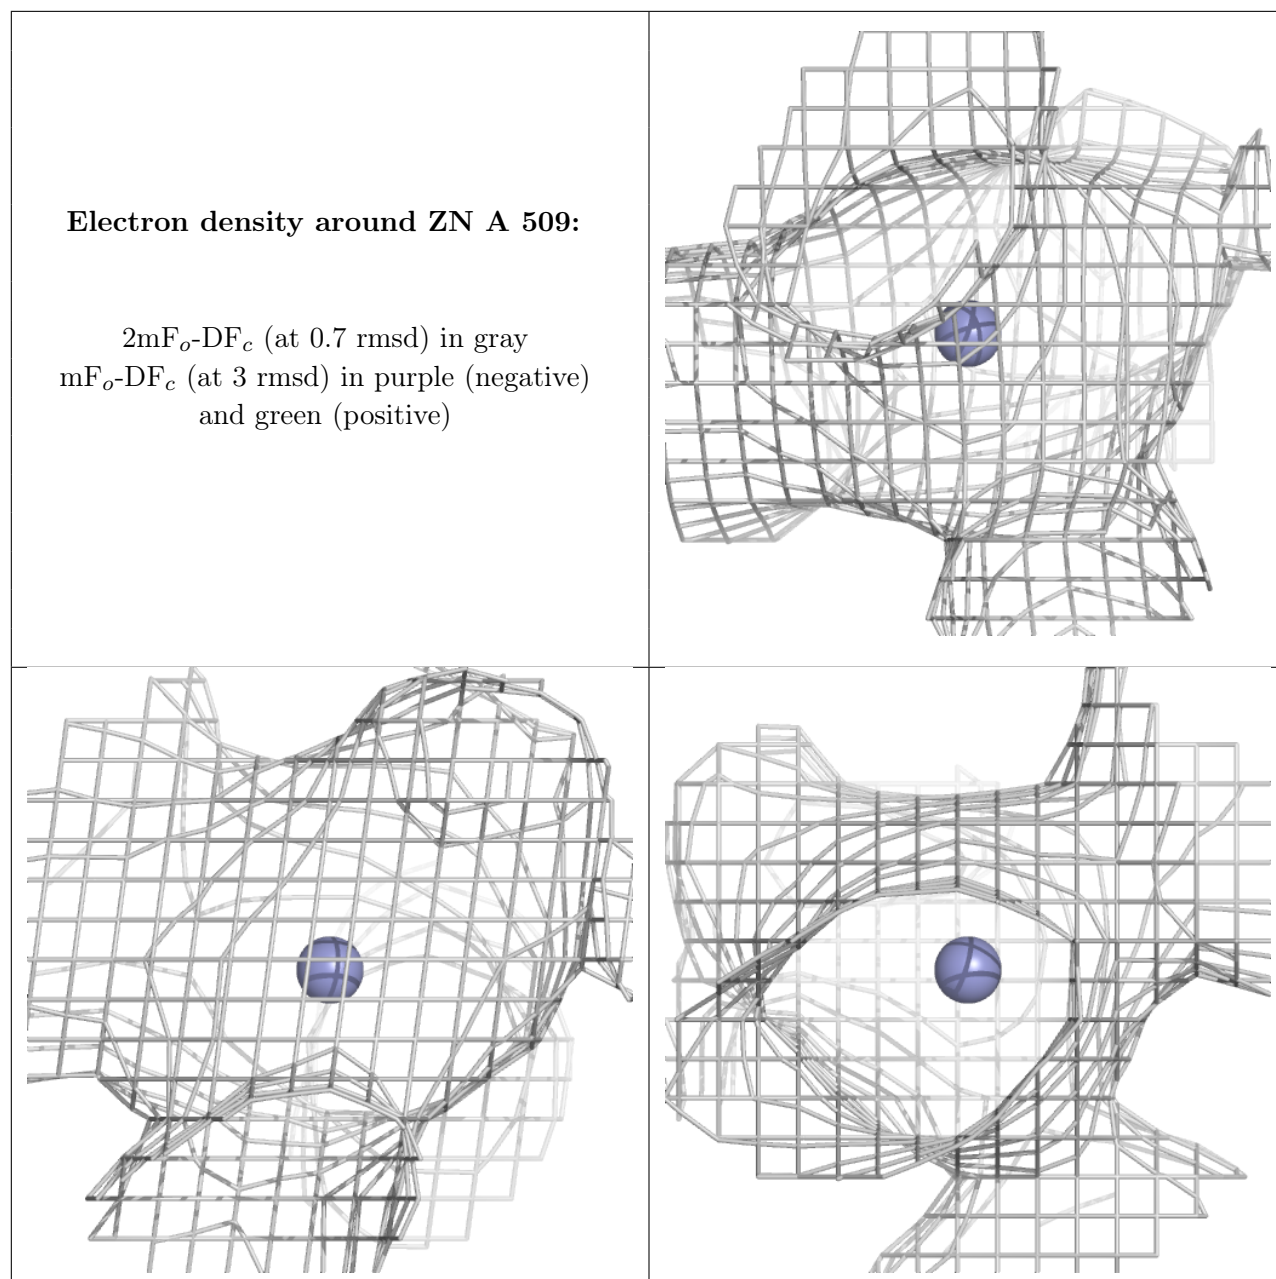 Electron density around ZN A 509:
2mFo-DFc (at 0.7 rmsd) in gray
mFo-DFc (at 3 rmsd) in purple (negative)
and green (positive)